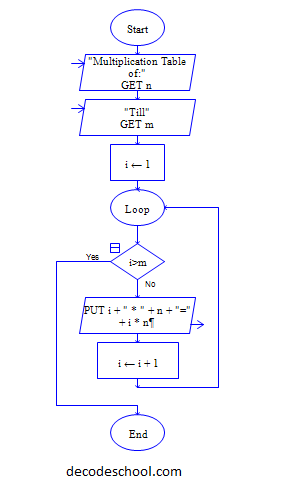 Start
"Multiplication Table
of:"
GET n
"Till"
GET m
i ← 1
Loop
Yes
i>m
No
PUT i + " * " + n + "="
+ i * n¶
i ← i + 1
End
decodeschool.com